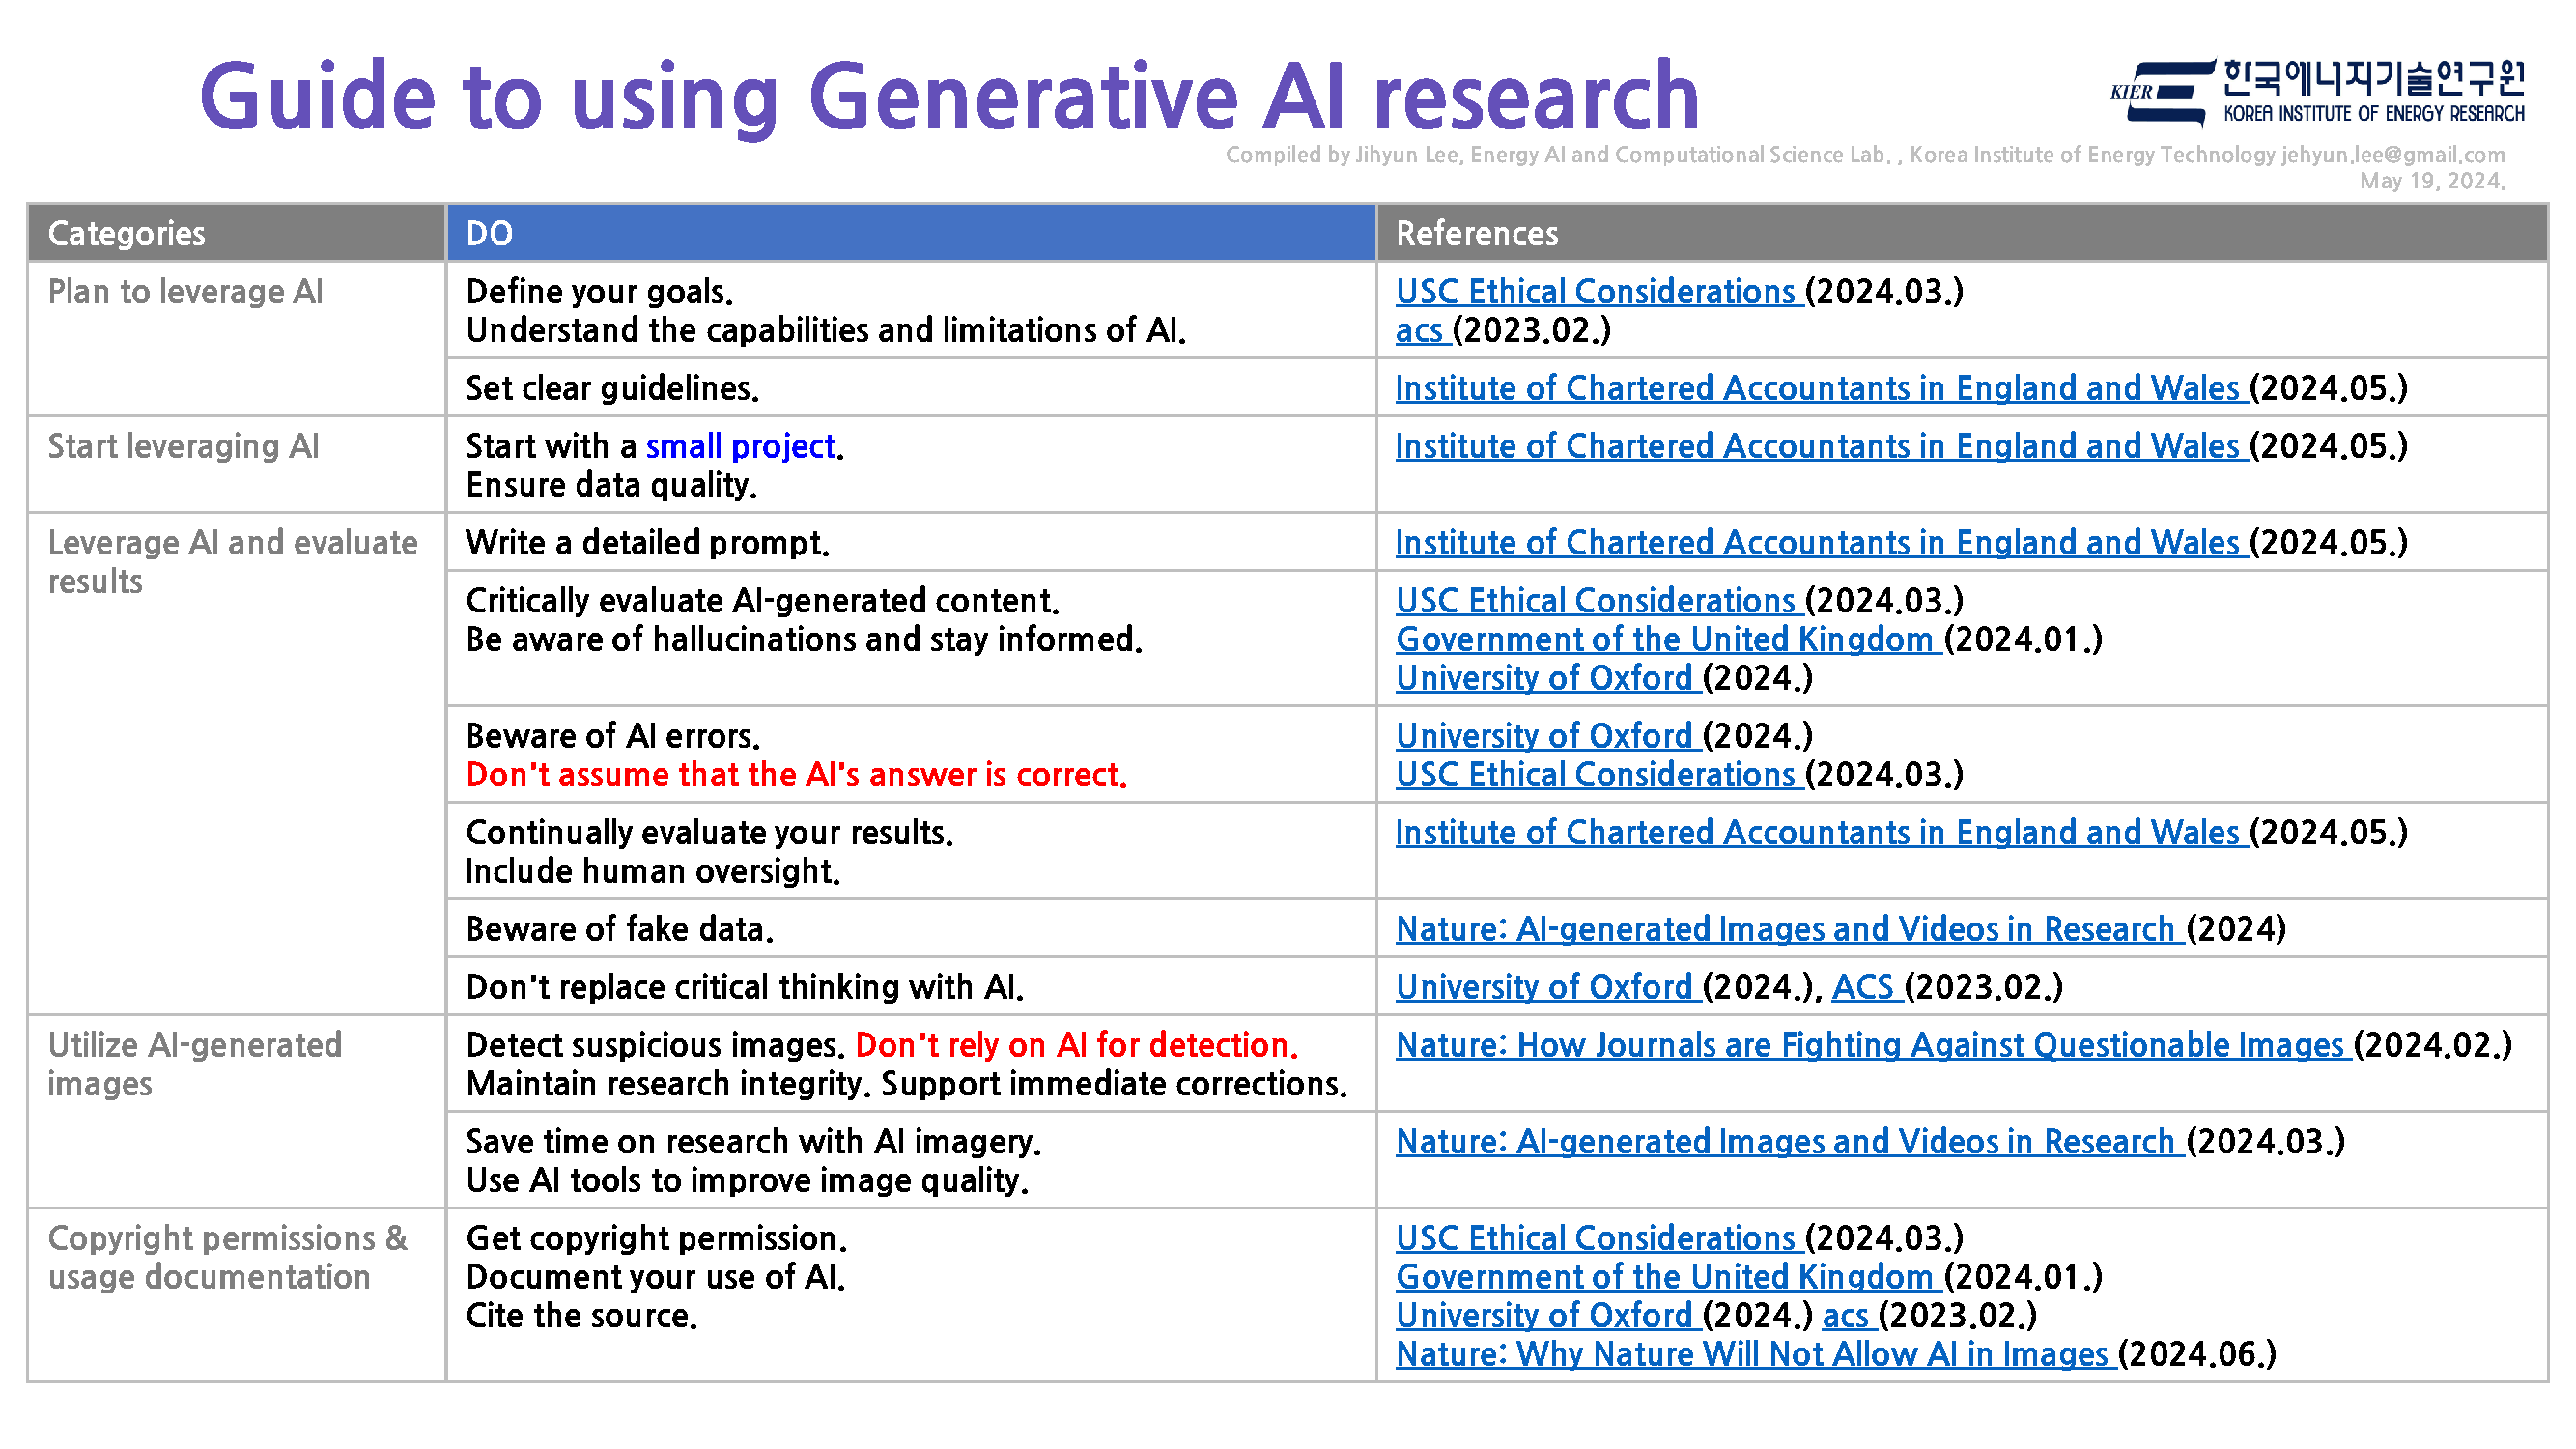 Guide to using Generative AI research
KIER
한국에너지기술연구원
KOREA INSTITUTE OF ENERGY RESEARCH
Compiled by Jihyun Lee, Energy AI and Computational Science Lab. , Korea Institute of Energy Technology jehyun.lee@gmail.com
May 19, 2024.
Categories
DO
References
Plan to leverage AI
Define your goals.
Understand the capabilities and limitations of AI.
USC Ethical Considerations (2024.03.)
acs (2023.02.)
Set clear guidelines.
Institute of Chartered Accountants in England and Wales (2024.05.)
Start leveraging AI
Start with a small project.
Ensure data quality.
Institute of Chartered Accountants in England and Wales (2024.05.)
Leverage AI and evaluate
results
Write a detailed prompt.
Institute of Chartered Accountants in England and Wales (2024.05.)
Critically evaluate AI-generated content.
Be aware of hallucinations and stay informed.
USC Ethical Considerations (2024.03.)
Government of the United Kingdom (2024.01.)
University of Oxford (2024.)
Beware of AI errors.
Don't assume that the AI's answer is correct.
University of Oxford (2024.)
USC Ethical Considerations (2024.03.)
Continually evaluate your results.
Include human oversight.
Institute of Chartered Accountants in England and Wales (2024.05.)
Beware of fake data.
Nature: AI-generated Images and Videos in Research (2024)
Don't replace critical thinking with AI.
University of Oxford (2024.), ACS (2023.02.)
Utilize AI-generated
images
Detect suspicious images. Don't rely on AI for detection.
Maintain research integrity. Support immediate corrections.
Nature: How Journals are Fighting Against Questionable Images (2024.02.)
Save time on research with AI imagery.
Use AI tools to improve image quality.
Nature: AI-generated Images and Videos in Research (2024.03.)
Copyright permissions &
usage documentation
Get copyright permission.
Document your use of AI.
Cite the source.
USC Ethical Considerations (2024.03.)
Government of the United Kingdom (2024.01.)
University of Oxford (2024.) acs (2023.02.)
Nature: Why Nature Will Not Allow AI in Images (2024.06.)